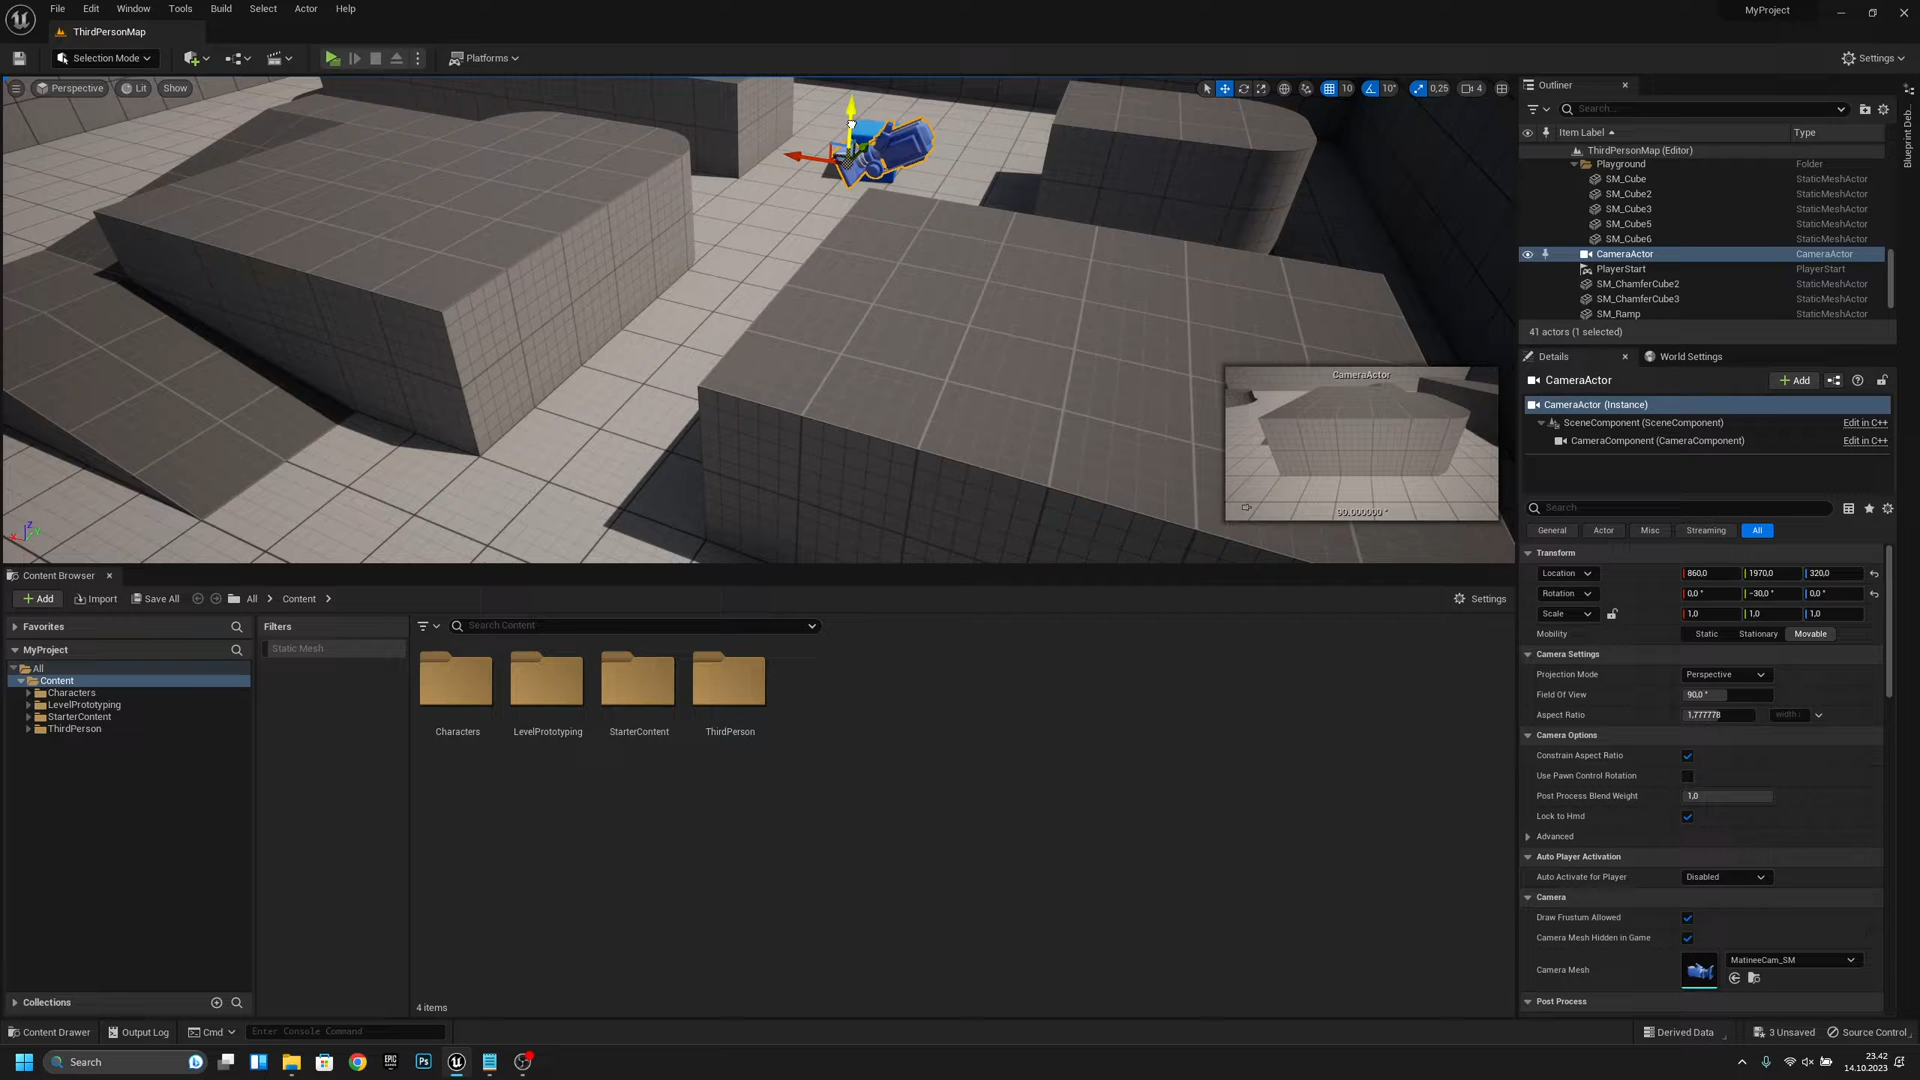 File Edit Window Tools Build Select Actor Help
MyProject
ThirdPersonMap
Selection Mode
Platforms
Settings
Perspective Lit Show
10 10° 0,25 4
CameraActor
90.000000 °
Outliner
Search...
Item Label Type
ThirdPersonMap (Editor)
Playground Folder
SM_Cube StaticMeshActor
SM_Cube2 StaticMeshActor
SM_Cube3 StaticMeshActor
SM_Cube5 StaticMeshActor
SM_Cube6 StaticMeshActor
CameraActor CameraActor
PlayerStart PlayerStart
SM_ChamferCube2 StaticMeshActor
SM_ChamferCube3 StaticMeshActor
SM_Ramp StaticMeshActor
41 actors (1 selected)
Blueprint Deb...
Details World Settings
CameraActor Add
CameraActor (Instance)
SceneComponent (SceneComponent) Edit in C++
CameraComponent (CameraComponent) Edit in C++
Search
General Actor Misc Streaming All
Transform
Location 860,0 1970,0 320,0
Rotation 0,0 ° -30,0 ° 0,0 °
Scale 1,0 1,0 1,0
Mobility Static Stationary Movable
Camera Settings
Projection Mode Perspective
Field Of View 90,0 °
Aspect Ratio 1,777778 width :
Camera Options
Constrain Aspect Ratio
Use Pawn Control Rotation
Post Process Blend Weight 1,0
Lock to Hmd
Advanced
Auto Player Activation
Auto Activate for Player Disabled
Camera
Draw Frustum Allowed
Camera Mesh Hidden in Game
Camera Mesh MatineeCam_SM
Post Process
Content Browser
Add Import Save All All Content Settings
Favorites
MyProject
All
Content
Characters
LevelPrototyping
StarterContent
ThirdPerson
Collections
Filters
Static Mesh
Search Content
Characters LevelPrototyping StarterContent ThirdPerson
4 items
Content Drawer Output Log Cmd Enter Console Command
Derived Data 3 Unsaved Source Control
Search
EPIC GAMES
Ps
23.42
14.10.2023